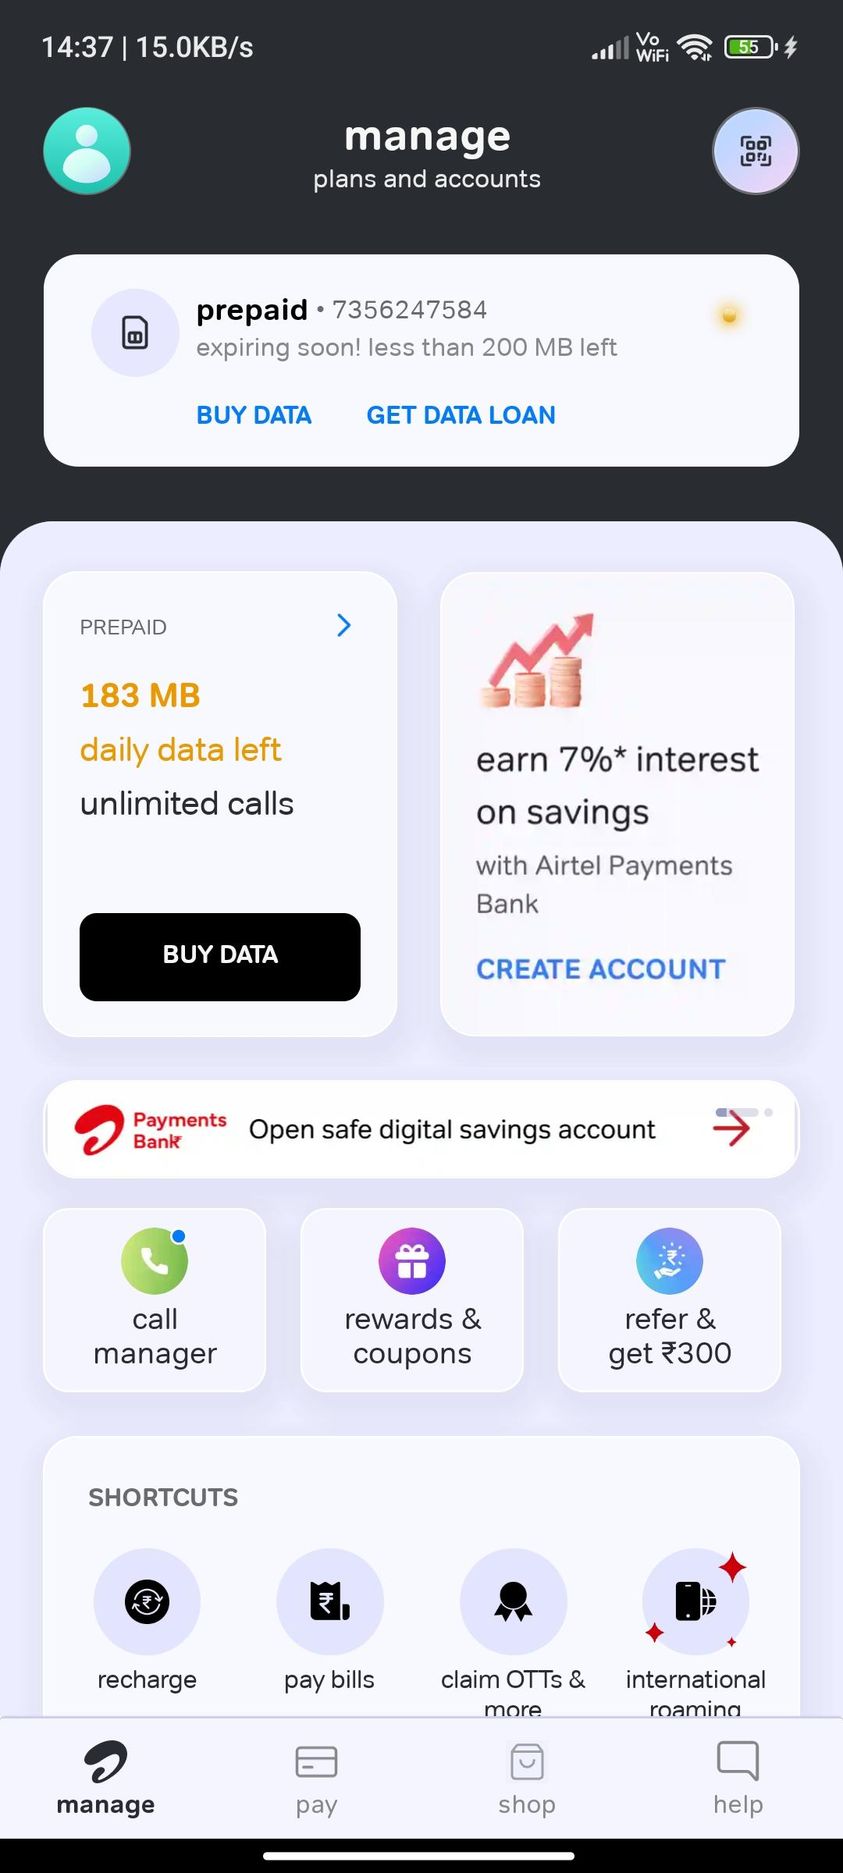 14:37 | 15.0KB/s
Vo
WiFi
55
manage
plans and accounts
prepaid • 7356247584
expiring soon! less than 200 MB left
BUY DATA GET DATA LOAN
PREPAID
183 MB
daily data left
unlimited calls
BUY DATA
earn 7%* interest
on savings
with Airtel Payments
Bank
CREATE ACCOUNT
Payments
Bank
Open safe digital savings account
call
manager
rewards &
coupons
refer &
get ₹300
SHORTCUTS
recharge
pay bills
claim OTTs &
more
international
roaming
manage
pay
shop
help